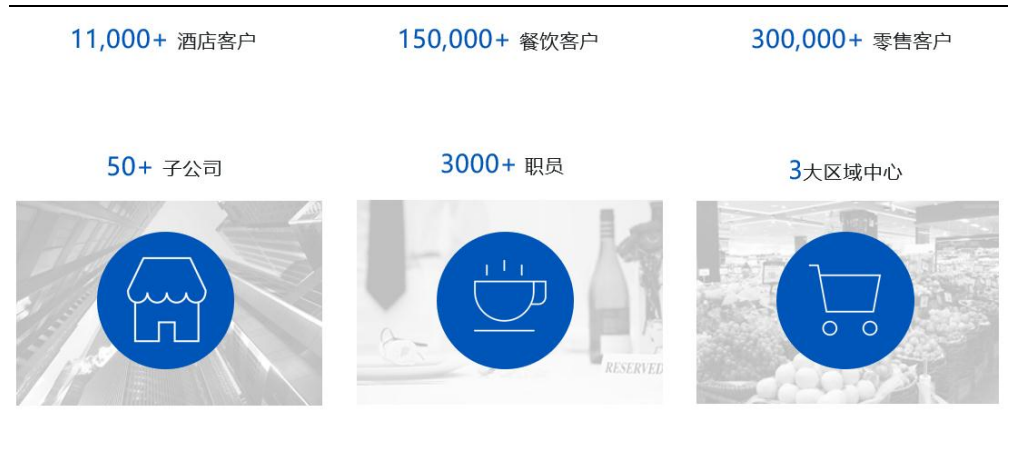 11,000+ 酒店客户
150,000+ 餐饮客户
300,000+ 零售客户
50+ 子公司
3000+ 职员
3大区域中心
RESERVED